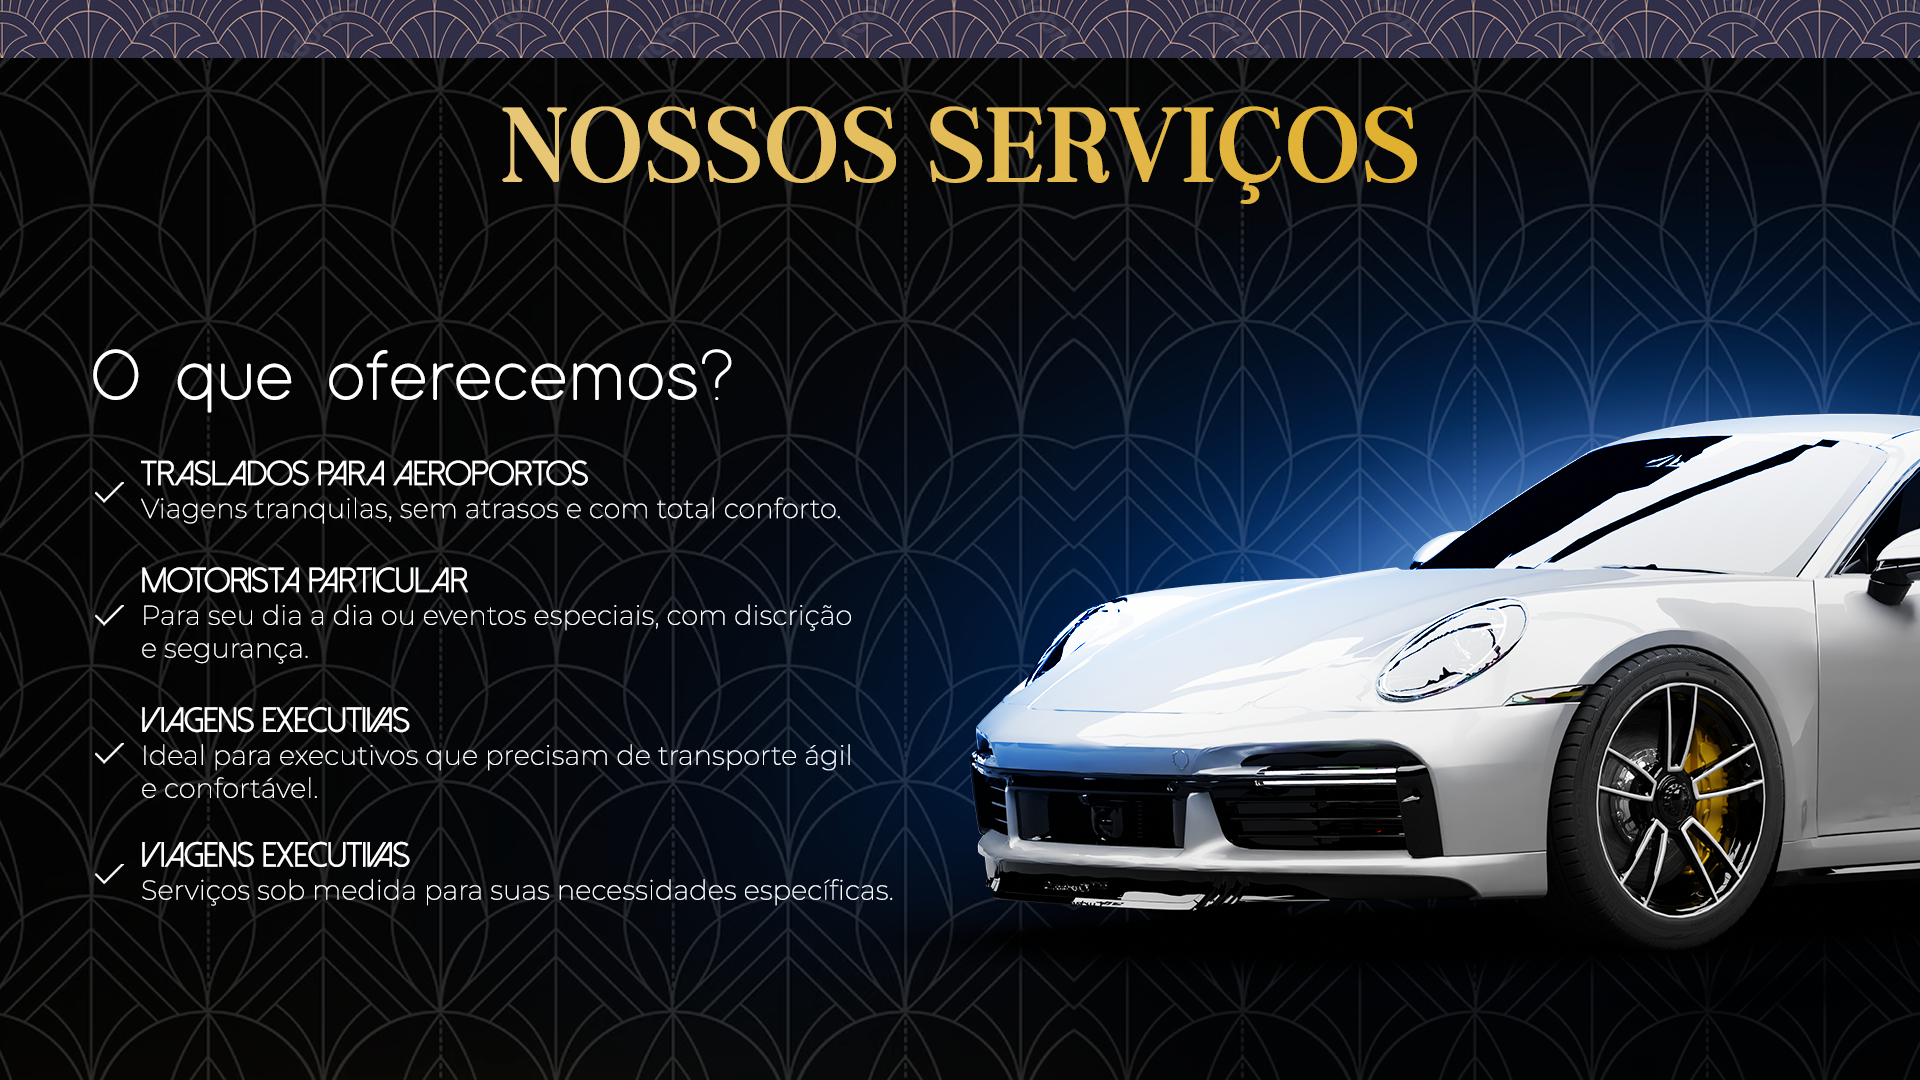 NOSSOS SERVIÇOS
O que oferecemos?
TRASLADOS PARA AEROPORTOS
Viagens tranquilas, sem atrasos e com total conforto.
MOTORISTA PARTICULAR
Para seu dia a dia ou eventos especiais, com discrição
e segurança.
VIAGENS EXECUTIVAS
Ideal para executivos que precisam de transporte ágil
e confortável.
VIAGENS EXECUTIVAS
Serviços sob medida para suas necessidades específicas.